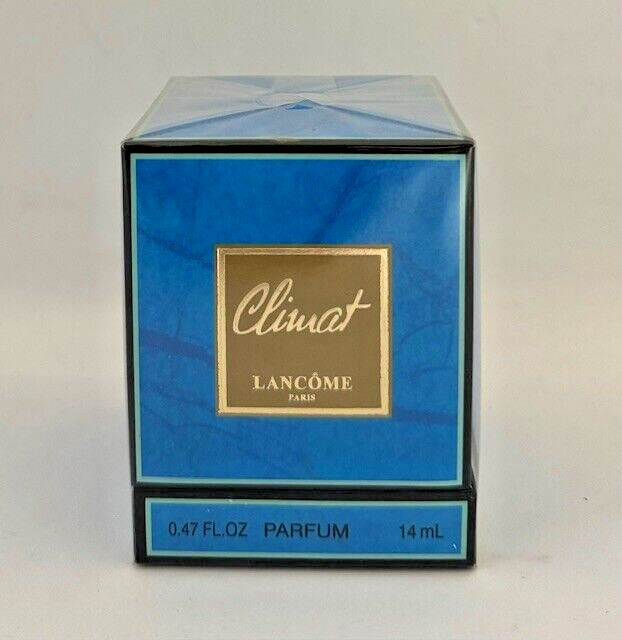 Climat
LANCÔME
PARIS
0.47 FL.OZ PARFUM 14 mL